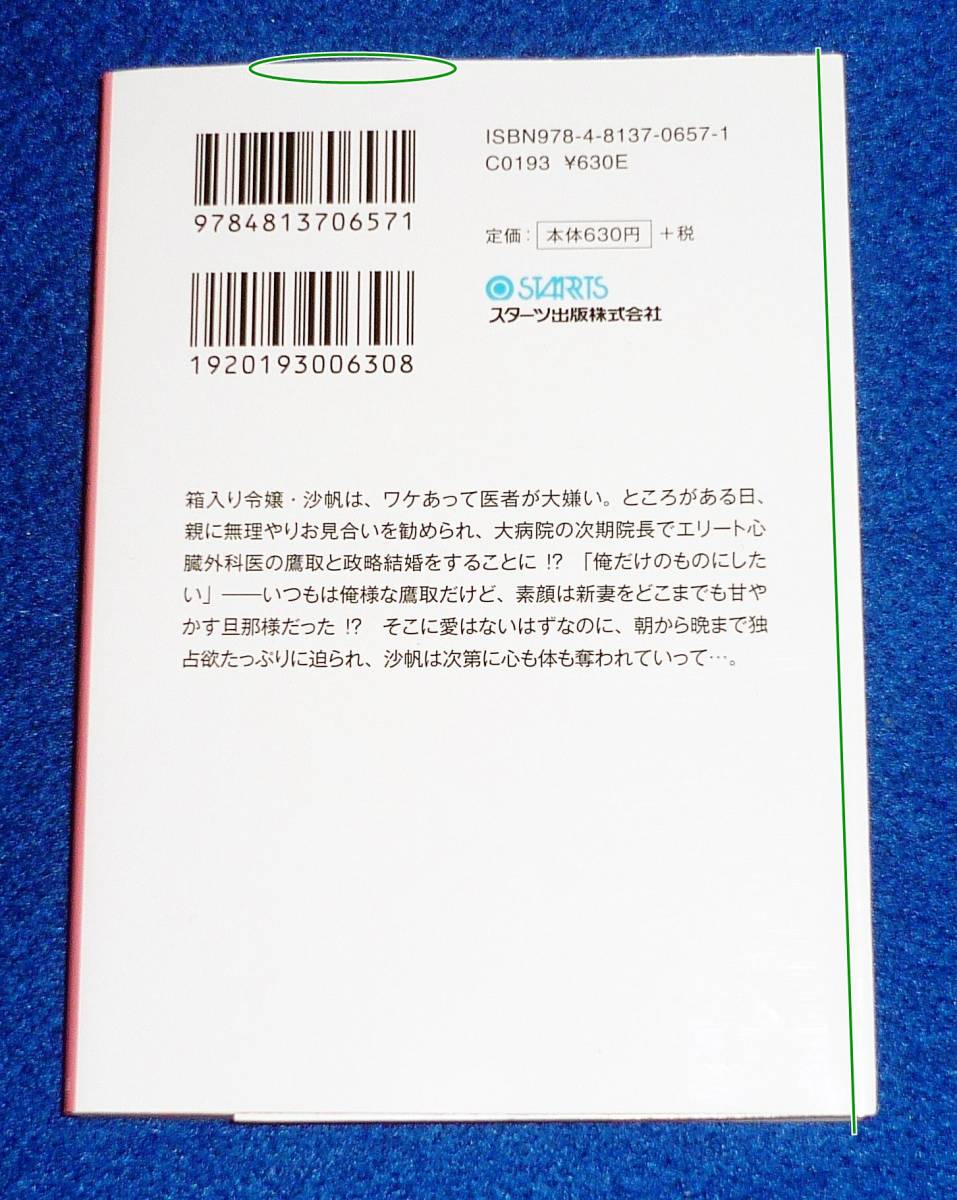 ISBN978-4-8137-0657-1
C0193 ¥630E
9784813706571
定価：本体630円＋税
STARTS
スターツ出版株式会社
1920193006308
箱入り令嬢・沙帆は、ワケあって医者が大嫌い。ところがある日、
親に無理やりお見合いを勧められ、大病院の次期院長でエリート心
臓外科医の鷹取と政略結婚をすることに!?　「俺だけのものにした
い」――いつもは俺様な鷹取だけど、素顔は新妻をどこまでも甘や
かす旦那様だった!?　そこに愛はないはずなのに、朝から晩まで独
占欲たっぷりに迫られ、沙帆は次第に心も体も奪われていって…。